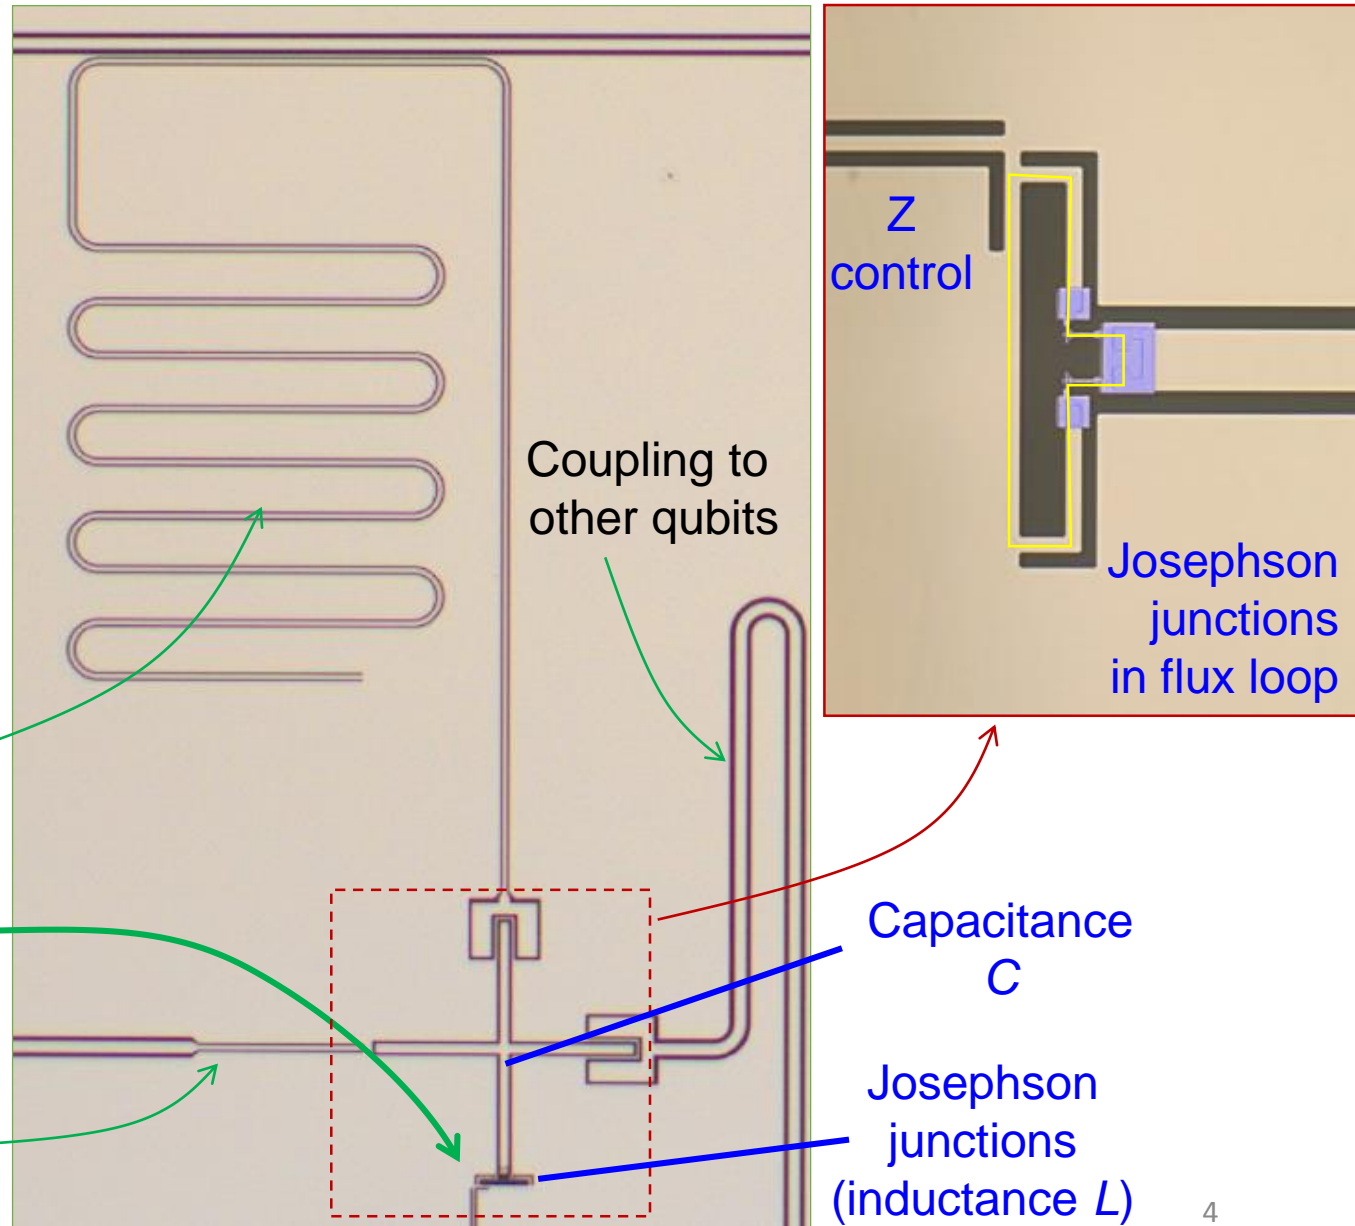 Z
control
Josephson
junctions
in flux loop
Coupling to
other qubits
Capacitance
C
Josephson
junctions
(inductance L)
4